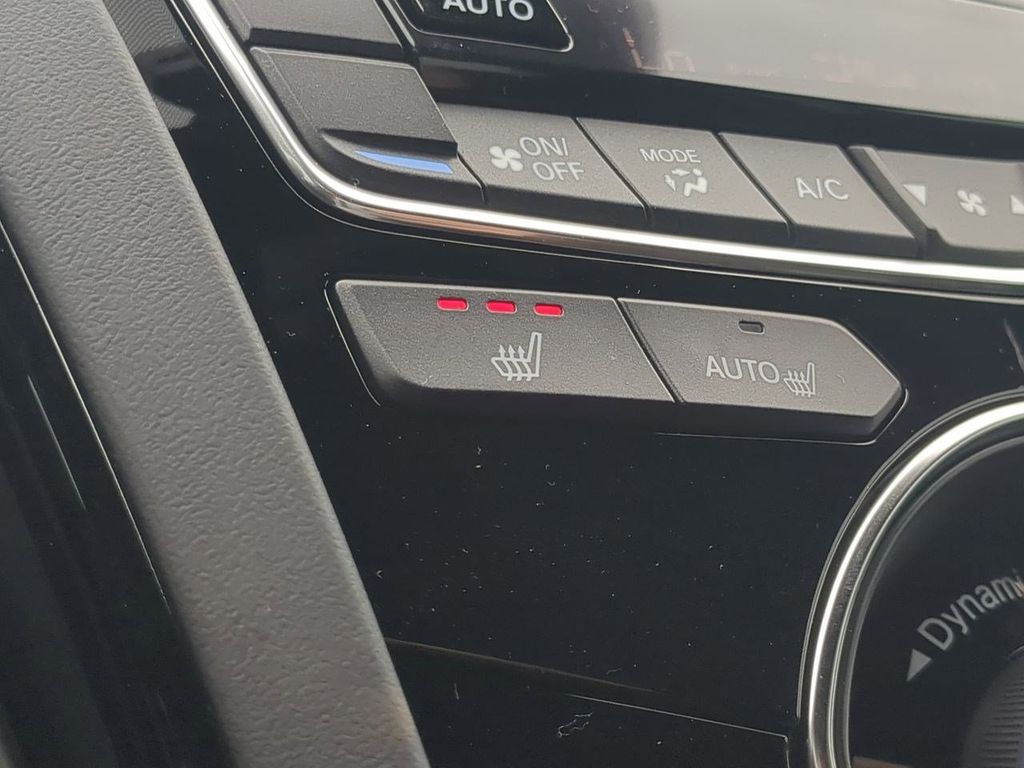 AUTO
ON/
OFF
MODE
A/C
AUTO
Dynami